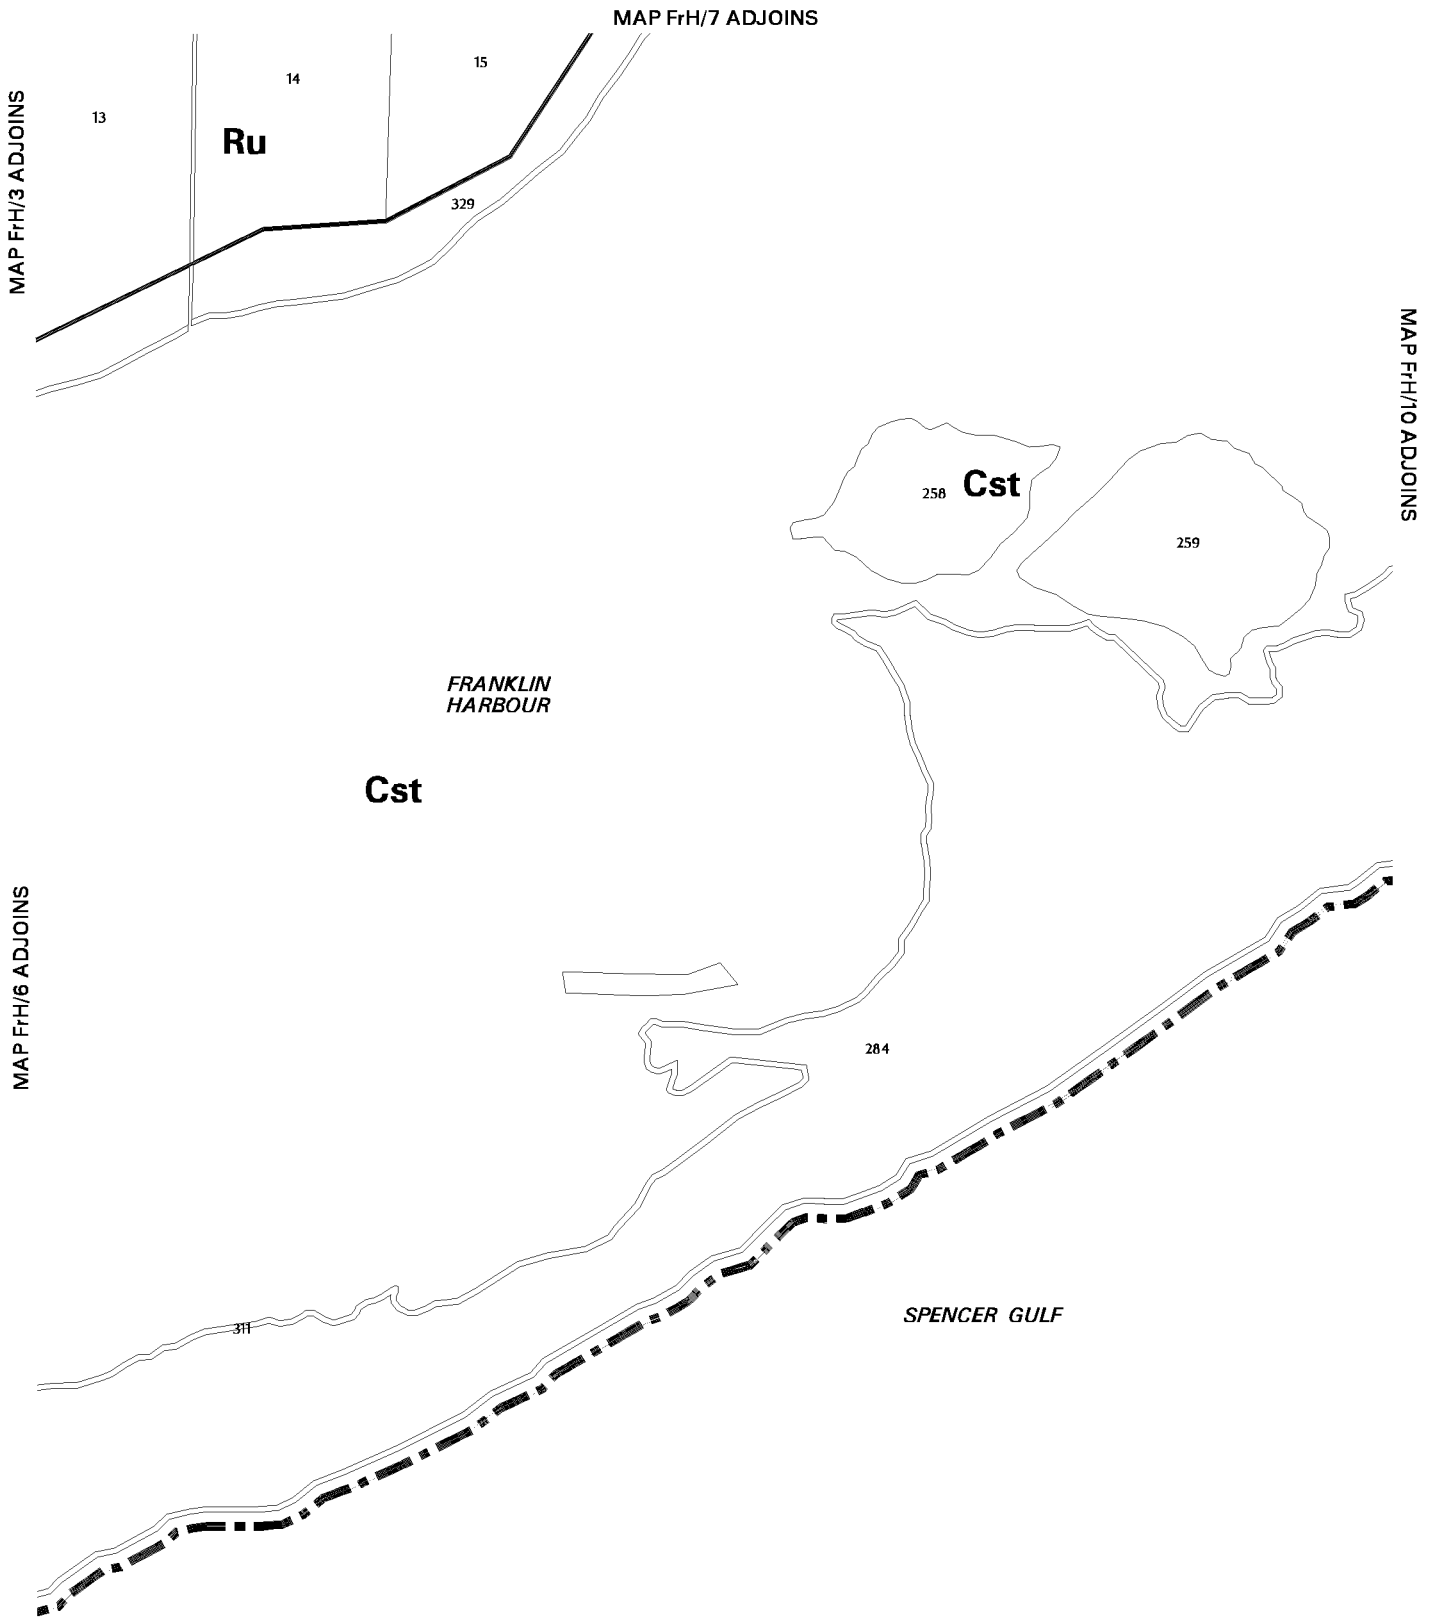 MAP FrH/7 ADJOINS
15
14
13
MAP FrH/3 ADJOINS
Ru
329
MAP FrH/10 ADJOINS
258
Cst
259
FRANKLIN
HARBOUR
Cst
MAP FrH/6 ADJOINS
284
SPENCER GULF
311